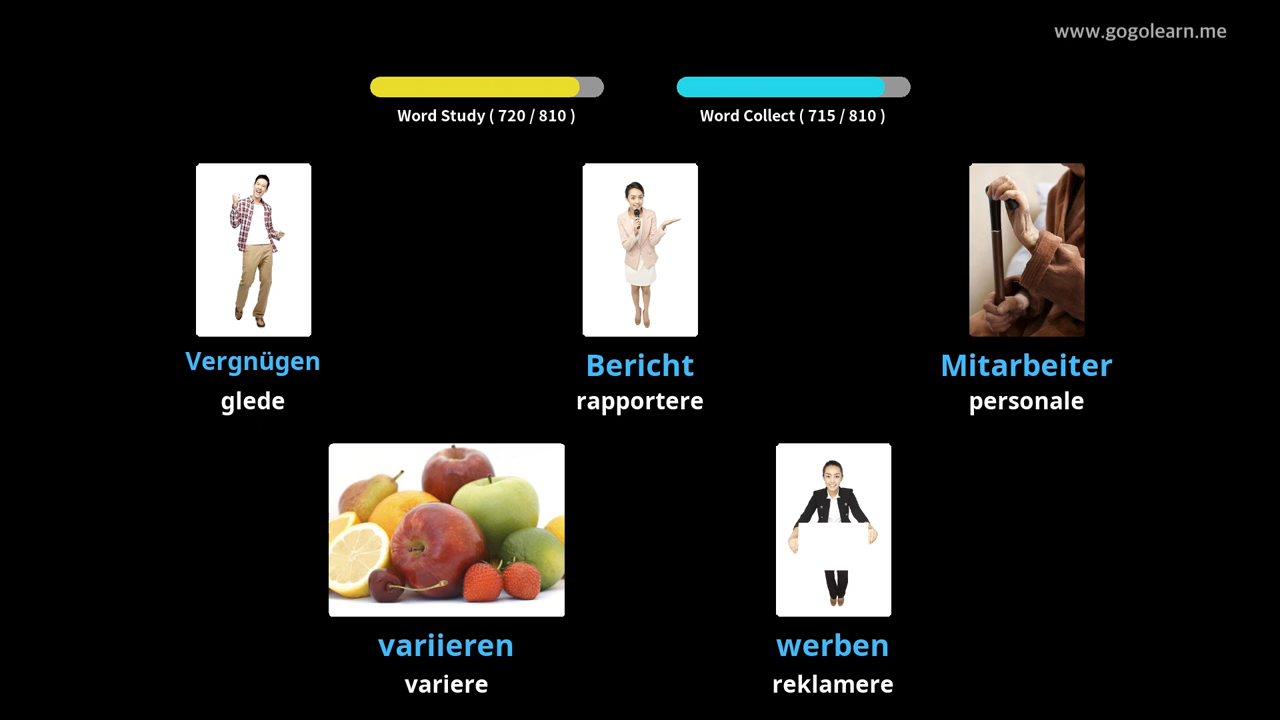 www.gogolearn.me
Word Study ( 720 / 810 )
Word Collect ( 715 / 810 )
Vergnügen
glede
Bericht
rapportere
Mitarbeiter
personale
variieren
variere
werben
reklamere